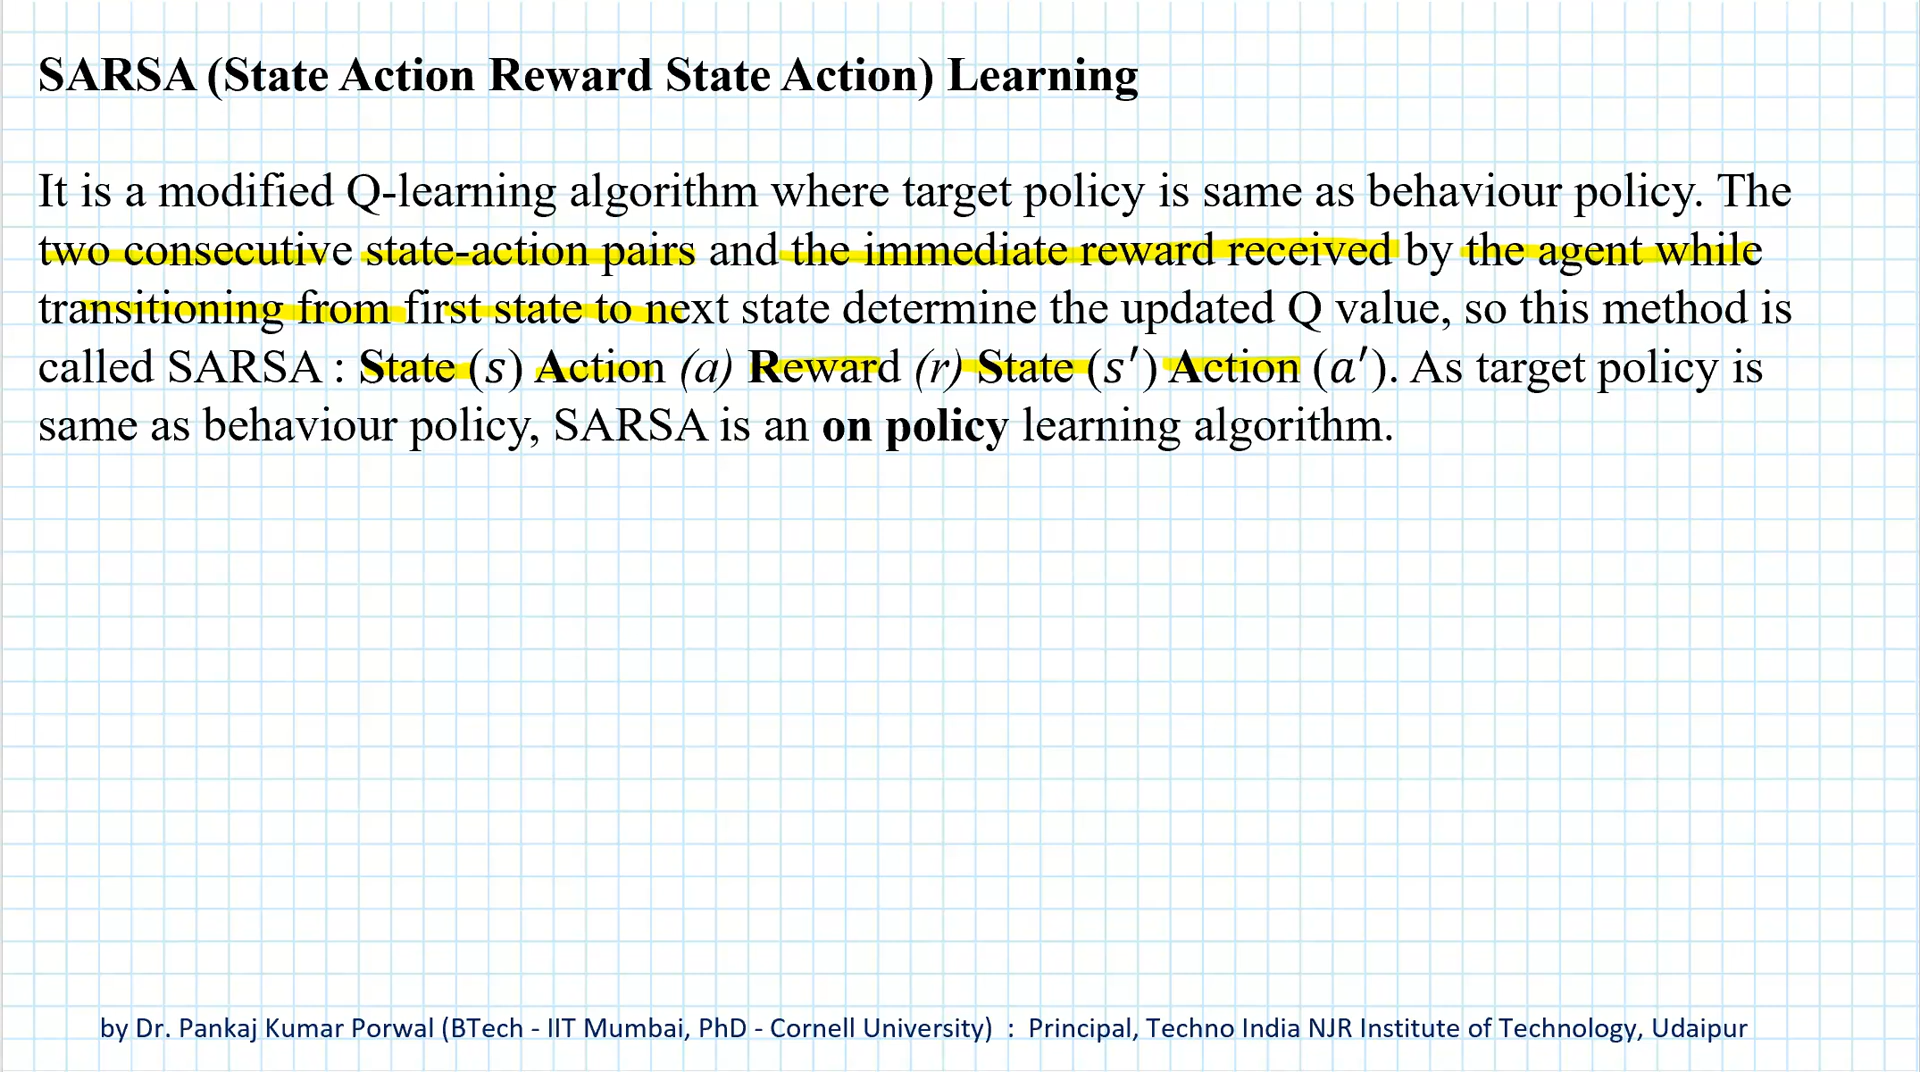 SARSA (State Action Reward State Action) Learning
It is a modified Q-learning algorithm where target policy is same as behaviour policy. The
two consecutive state-action pairs and the immediate reward received by the agent while
transitioning from first state to next state determine the updated Q value, so this method is
called SARSA : State (s) Action (a) Reward (r) State (s′) Action (a′). As target policy is
same as behaviour policy, SARSA is an on policy learning algorithm.
by Dr. Pankaj Kumar Porwal (BTech - IIT Mumbai, PhD - Cornell University) : Principal, Techno India NJR Institute of Technology, Udaipur